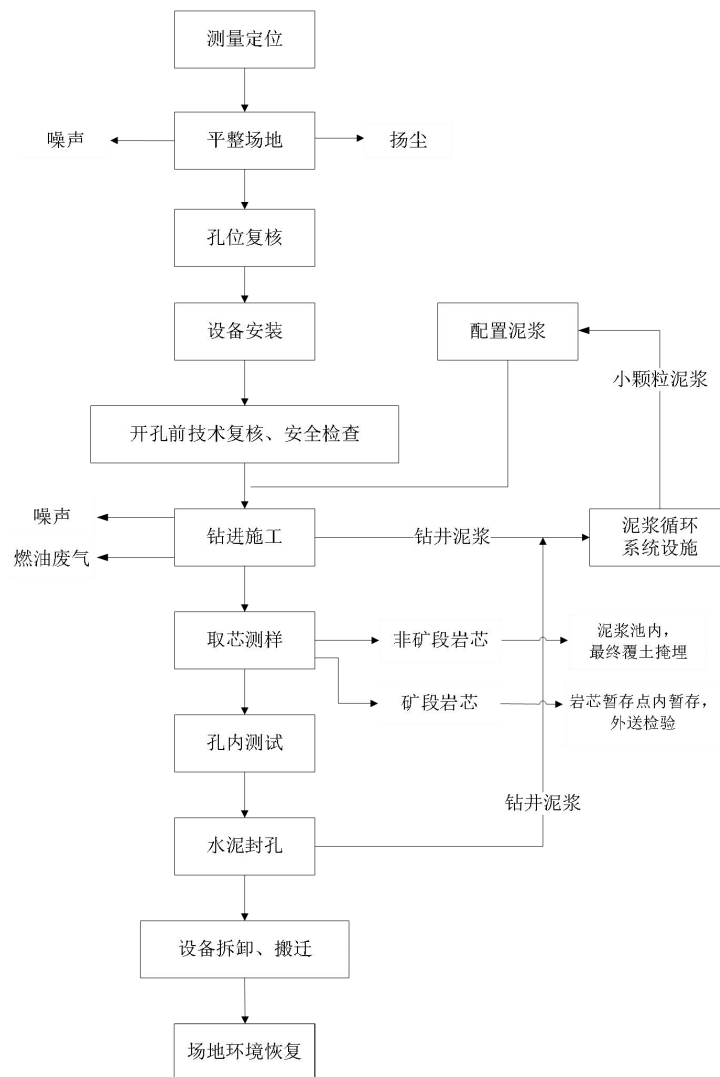 测量定位
噪声
平整场地
扬尘
孔位复核
设备安装
配置泥浆
小颗粒泥浆
开孔前技术复核、安全检查
噪声
燃油废气
钻进施工
钻井泥浆
泥浆循环
系统设施
取芯测样
非矿段岩芯
泥浆池内，
最终覆土掩埋
矿段岩芯
岩芯暂存点内暂存，
外送检验
孔内测试
钻井泥浆
水泥封孔
设备拆卸、搬迁
场地环境恢复